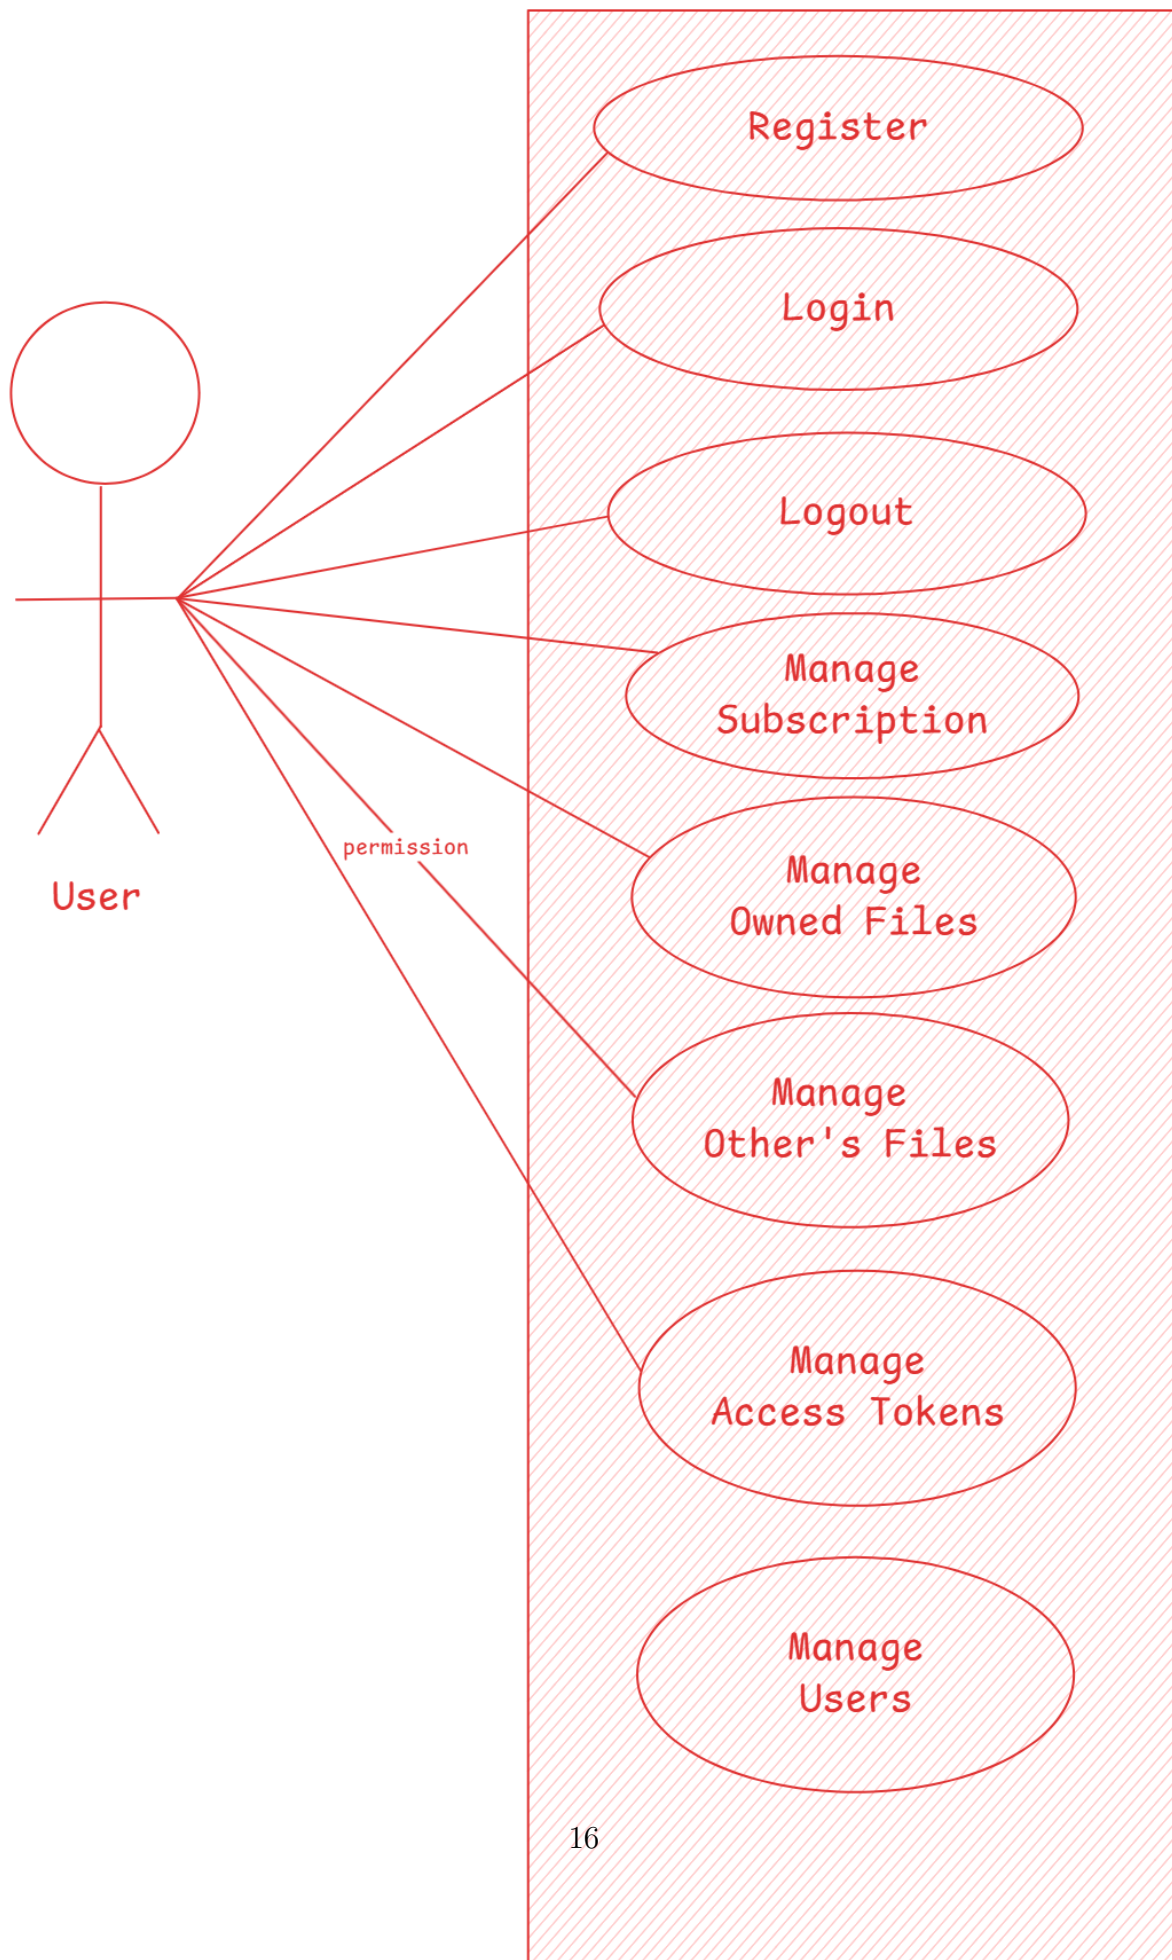 Register
Login
Logout
Manage
Subscription
permission
Manage
Owned Files
User
Manage
Other's Files
Manage
Access Tokens
Manage
Users
16